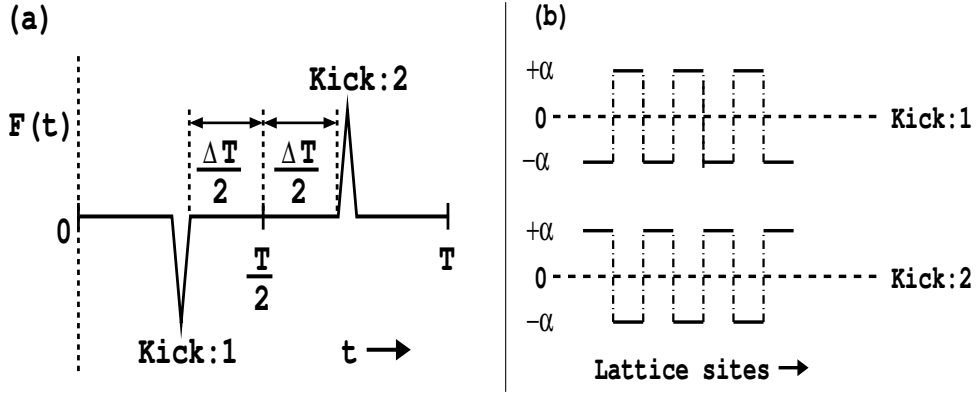 (a)
Kick:2
F(t)
ΔT
2
ΔT
2
0
T
2
T
Kick:1
t
(b)
+α
0
Kick:1
−α
+α
0
Kick:2
−α
Lattice sites